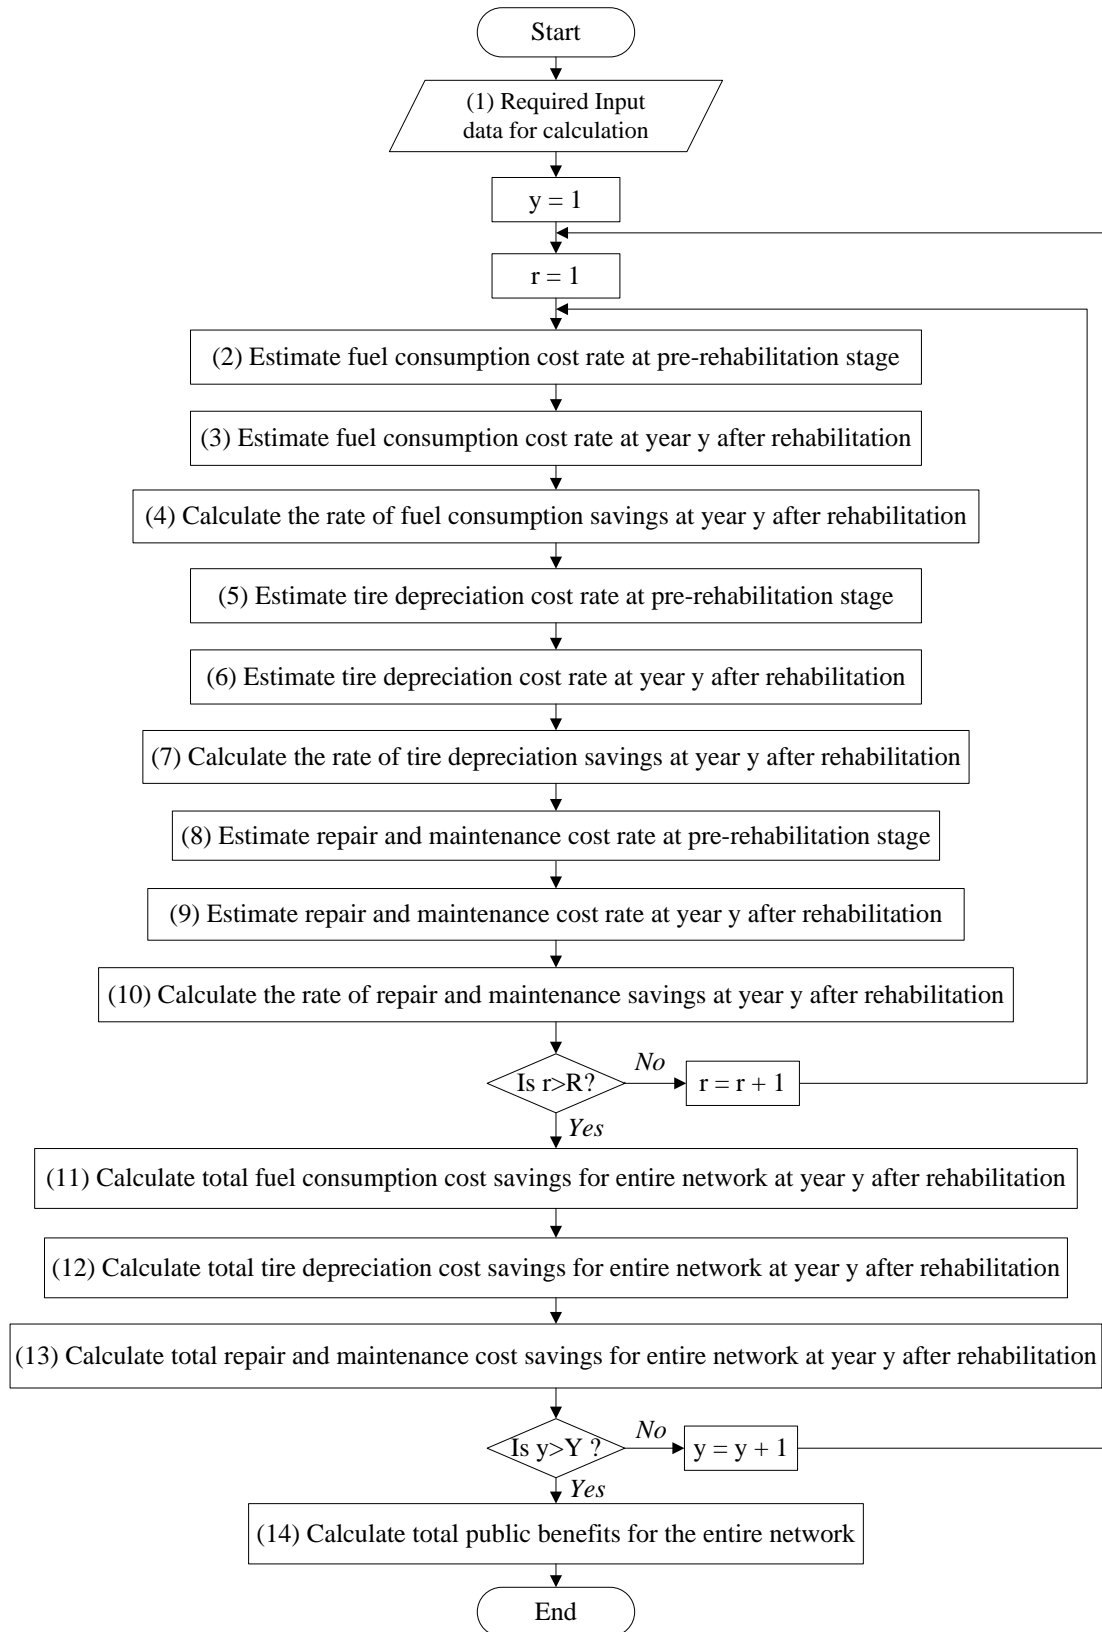 Start
(1) Required Input
data for calculation
y = 1
r = 1
(2) Estimate fuel consumption cost rate at pre-rehabilitation stage
(3) Estimate fuel consumption cost rate at year y after rehabilitation
(4) Calculate the rate of fuel consumption savings at year y after rehabilitation
(5) Estimate tire depreciation cost rate at pre-rehabilitation stage
(6) Estimate tire depreciation cost rate at year y after rehabilitation
(7) Calculate the rate of tire depreciation savings at year y after rehabilitation
(8) Estimate repair and maintenance cost rate at pre-rehabilitation stage
(9) Estimate repair and maintenance cost rate at year y after rehabilitation
(10) Calculate the rate of repair and maintenance savings at year y after rehabilitation
Is r>R?
No
r = r + 1
Yes
(11) Calculate total fuel consumption cost savings for entire network at year y after rehabilitation
(12) Calculate total tire depreciation cost savings for entire network at year y after rehabilitation
(13) Calculate total repair and maintenance cost savings for entire network at year y after rehabilitation
Is y>Y ?
No
y = y + 1
Yes
(14) Calculate total public benefits for the entire network
End